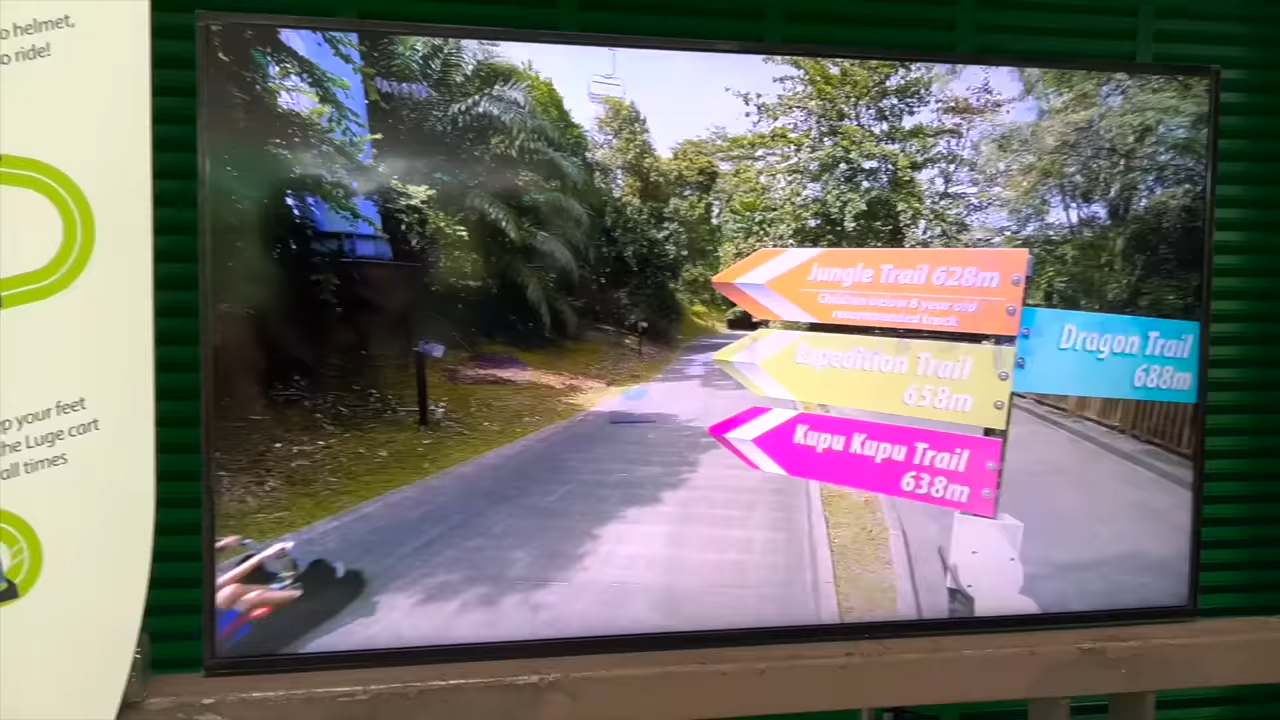 o helmet,
o ride!
p your feet
he Luge cart
all times
Jungle Trail 628m
Children below 8 year old
recommended track
Expedition Trail
658m
Kupu Kupu Trail
638m
Dragon Trail
688m